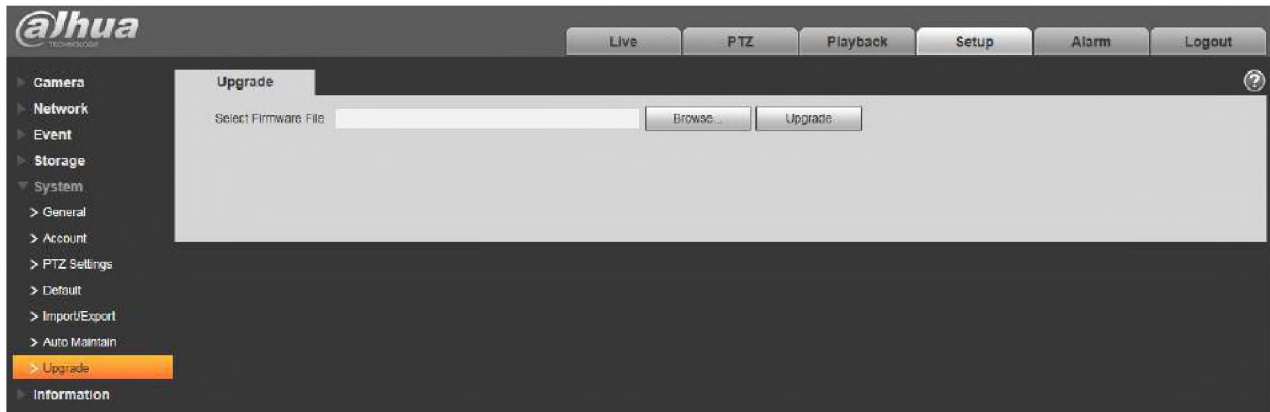 alhua
TECHNOLOGY
Live PTZ Playback Setup Alarm Logout
Camera
Network
Event
Storage
System
> General
> Account
> PTZ Settings
> Default
> Import/Export
> Auto Maintain
> Upgrade
Information
Upgrade
?
Select Firmware File Browse... Upgrade